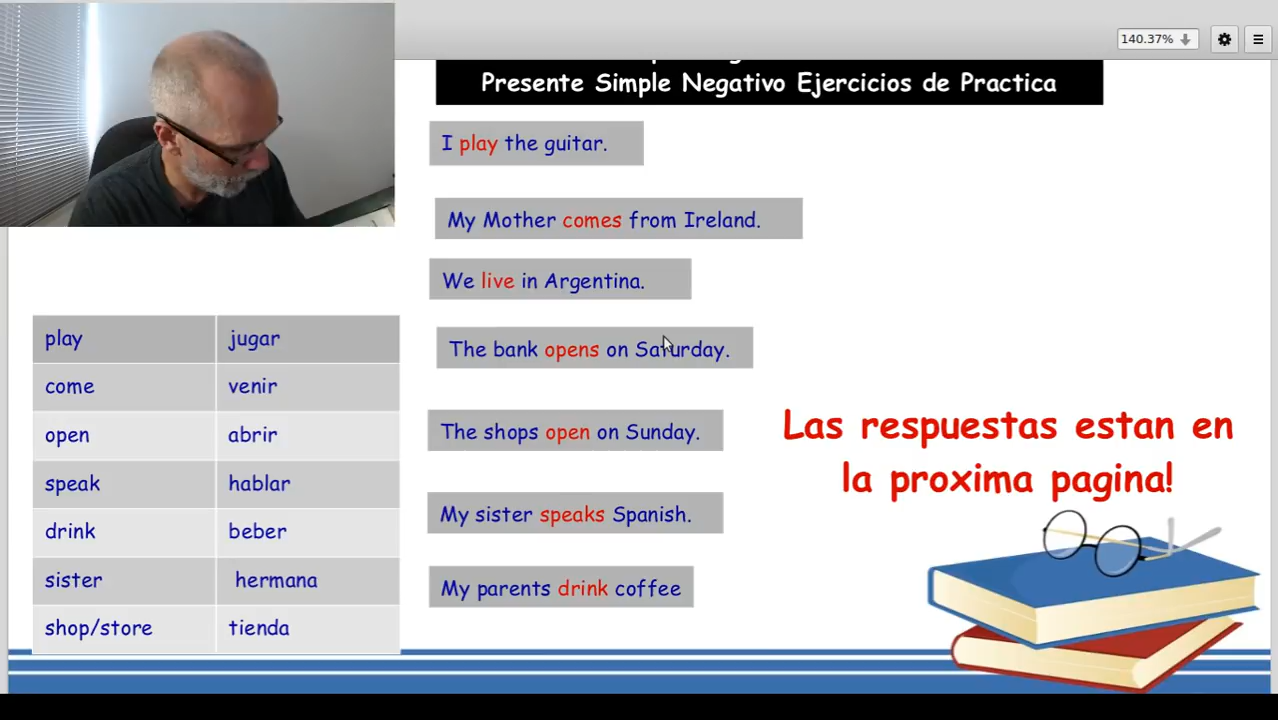 140.37%
Presente Simple Negativo Ejercicios de Practica
I play the guitar.
My Mother comes from Ireland.
We live in Argentina.
The bank opens on Saturday.
The shops open on Sunday.
My sister speaks Spanish.
My parents drink coffee
play jugar
come venir
open abrir
speak hablar
drink beber
sister hermana
shop/store tienda
Las respuestas estan en
la proxima pagina!